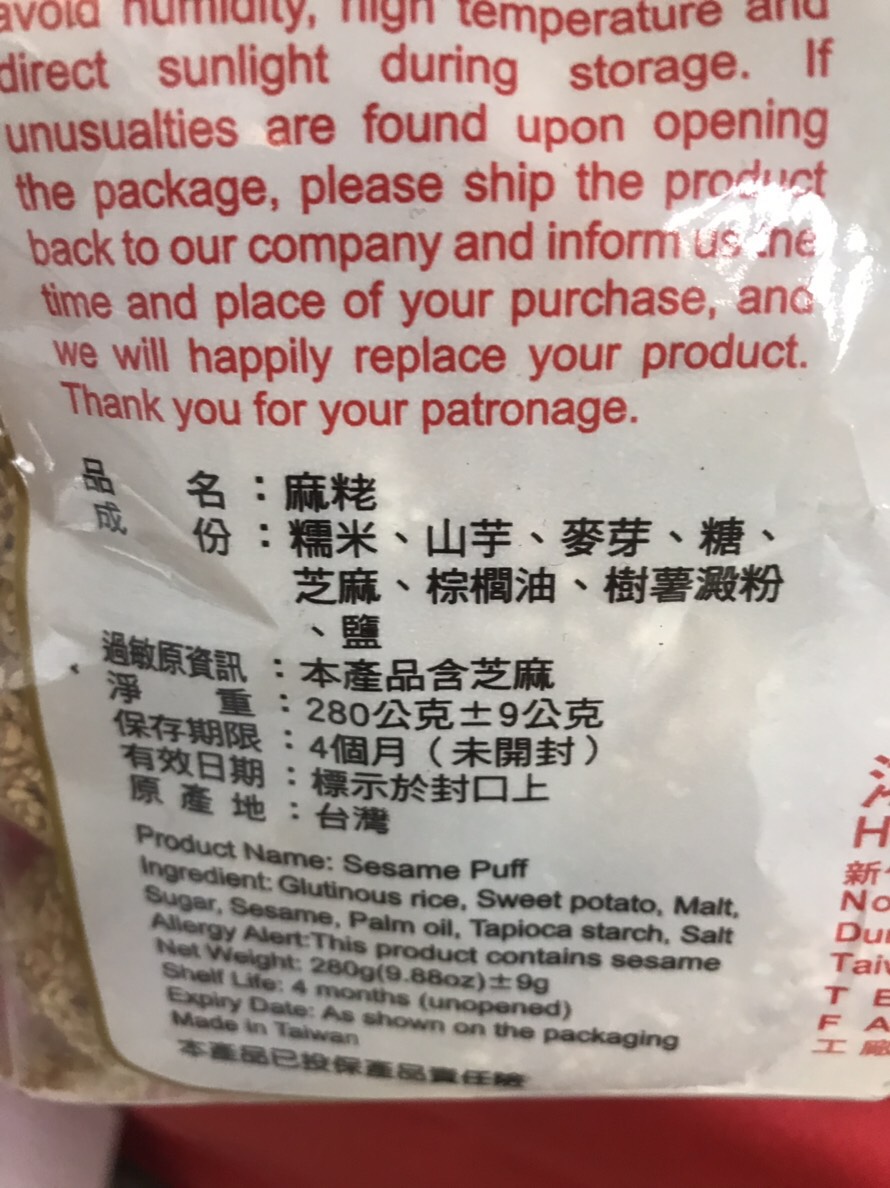 avoid humidity, high temperature and
direct sunlight during storage. If
unusualties are found upon opening
the package, please ship the product
back to our company and inform us the
time and place of your purchase, and
we will happily replace your product.
Thank you for your patronage.
品 名：麻粩
成 份：糯米、山芋、麥芽、糖、
芝麻、棕櫚油、樹薯澱粉
、鹽
過敏原資訊：本產品含芝麻
淨 重：280公克±9公克
保存期限：4個月（未開封）
有效日期：標示於封口上
原產地：台灣
Product Name: Sesame Puff
Ingredient: Glutinous rice, Sweet potato, Malt,
Sugar, Sesame, Palm oil, Tapioca starch, Salt
Allergy Alert:This product contains sesame
Net Weight: 280g(9.88oz)±9g
Shelf Life: 4 months (unopened)
Expiry Date: As shown on the packaging
Made in Taiwan
本產品已投保產品責任險
H
新
No
Du
Taiw
T E
F A
工廠